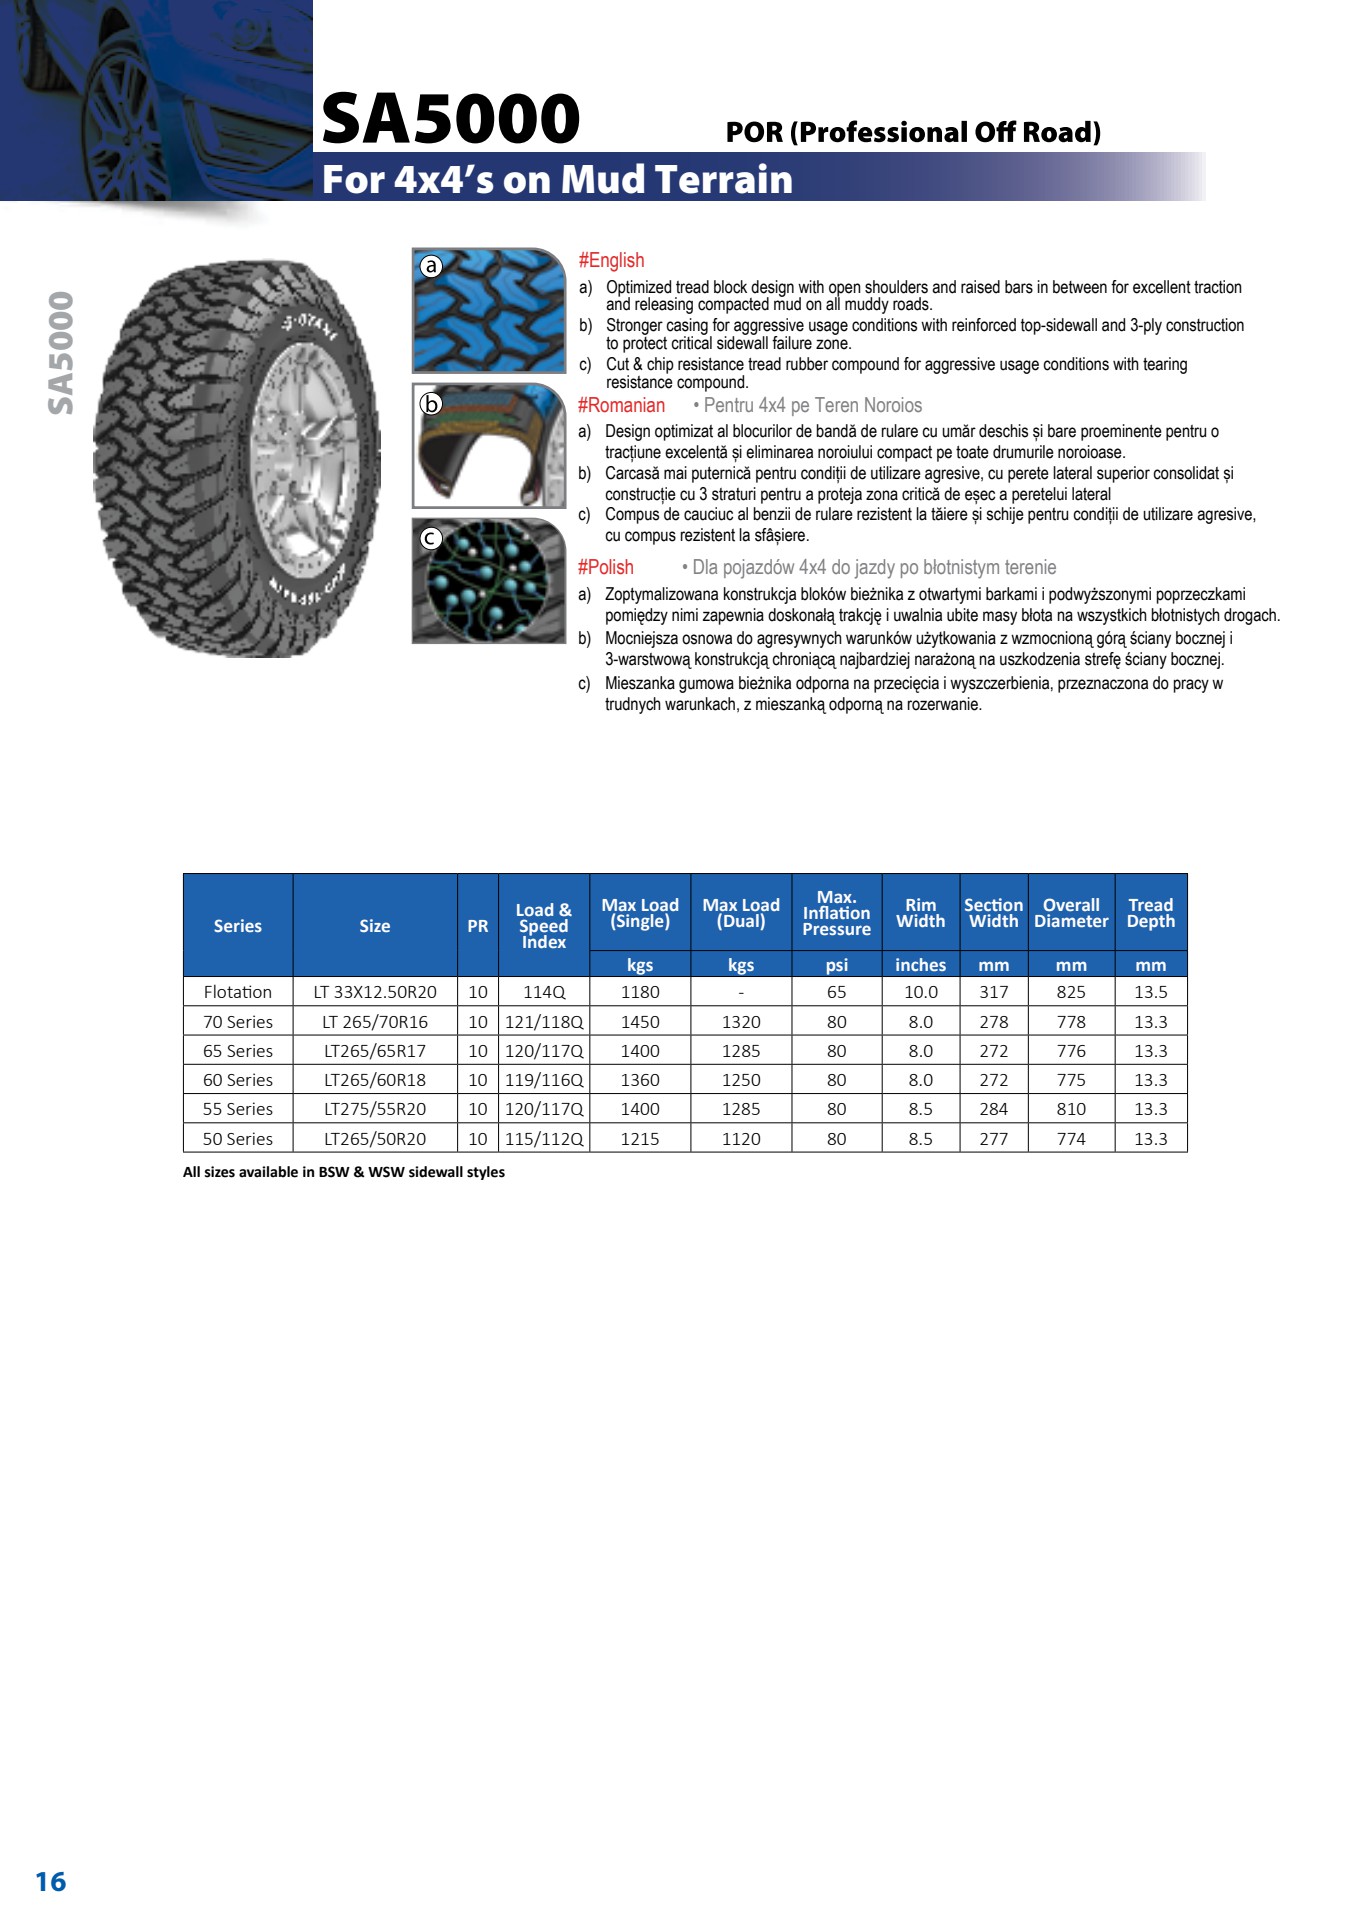 SA5000
POR (Professional Off Road)
For 4x4’s on Mud Terrain
SA5000
a
b
c
#English
a) Optimized tread block design with open shoulders and raised bars in between for excellent traction
and releasing compacted mud on all muddy roads.
b) Stronger casing for aggressive usage conditions with reinforced top-sidewall and 3-ply construction
to protect critical sidewall failure zone.
c) Cut & chip resistance tread rubber compound for aggressive usage conditions with tearing
resistance compound.
#Romanian • Pentru 4x4 pe Teren Noroios
a) Design optimizat al blocurilor de bandă de rulare cu umăr deschis și bare proeminente pentru o
tracțiune excelentă și eliminarea noroiului compact pe toate drumurile noroioase.
b) Carcasă mai puternică pentru condiții de utilizare agresive, cu perete lateral superior consolidat și
construcție cu 3 straturi pentru a proteja zona critică de eșec a peretelui lateral
c) Compus de cauciuc al benzii de rulare rezistent la tăiere și schije pentru condiții de utilizare agresive,
cu compus rezistent la sfâșiere.
#Polish • Dla pojazdów 4x4 do jazdy po błotnistym terenie
a) Zoptymalizowana konstrukcja bloków bieżnika z otwartymi barkami i podwyższonymi poprzeczkami
pomiędzy nimi zapewnia doskonałą trakcję i uwalnia ubite masy błota na wszystkich błotnistych drogach.
b) Mocniejsza osnowa do agresywnych warunków użytkowania z wzmocnioną górą ściany bocznej i
3-warstwową konstrukcją chroniącą najbardziej narażoną na uszkodzenia strefę ściany bocznej.
c) Mieszanka gumowa bieżnika odporna na przecięcia i wyszczerbienia, przeznaczona do pracy w
trudnych warunkach, z mieszanką odporną na rozerwanie.
Series Size PR Load & Speed Index Max Load (Single) Max Load (Dual) Max. Inflation Pressure Rim Width Section Width Overall Diameter Tread Depth
kgs kgs psi inches mm mm mm
Flotation LT 33X12.50R20 10 114Q 1180 - 65 10.0 317 825 13.5
70 Series LT 265/70R16 10 121/118Q 1450 1320 80 8.0 278 778 13.3
65 Series LT265/65R17 10 120/117Q 1400 1285 80 8.0 272 776 13.3
60 Series LT265/60R18 10 119/116Q 1360 1250 80 8.0 272 775 13.3
55 Series LT275/55R20 10 120/117Q 1400 1285 80 8.5 284 810 13.3
50 Series LT265/50R20 10 115/112Q 1215 1120 80 8.5 277 774 13.3
All sizes available in BSW & WSW sidewall styles
16